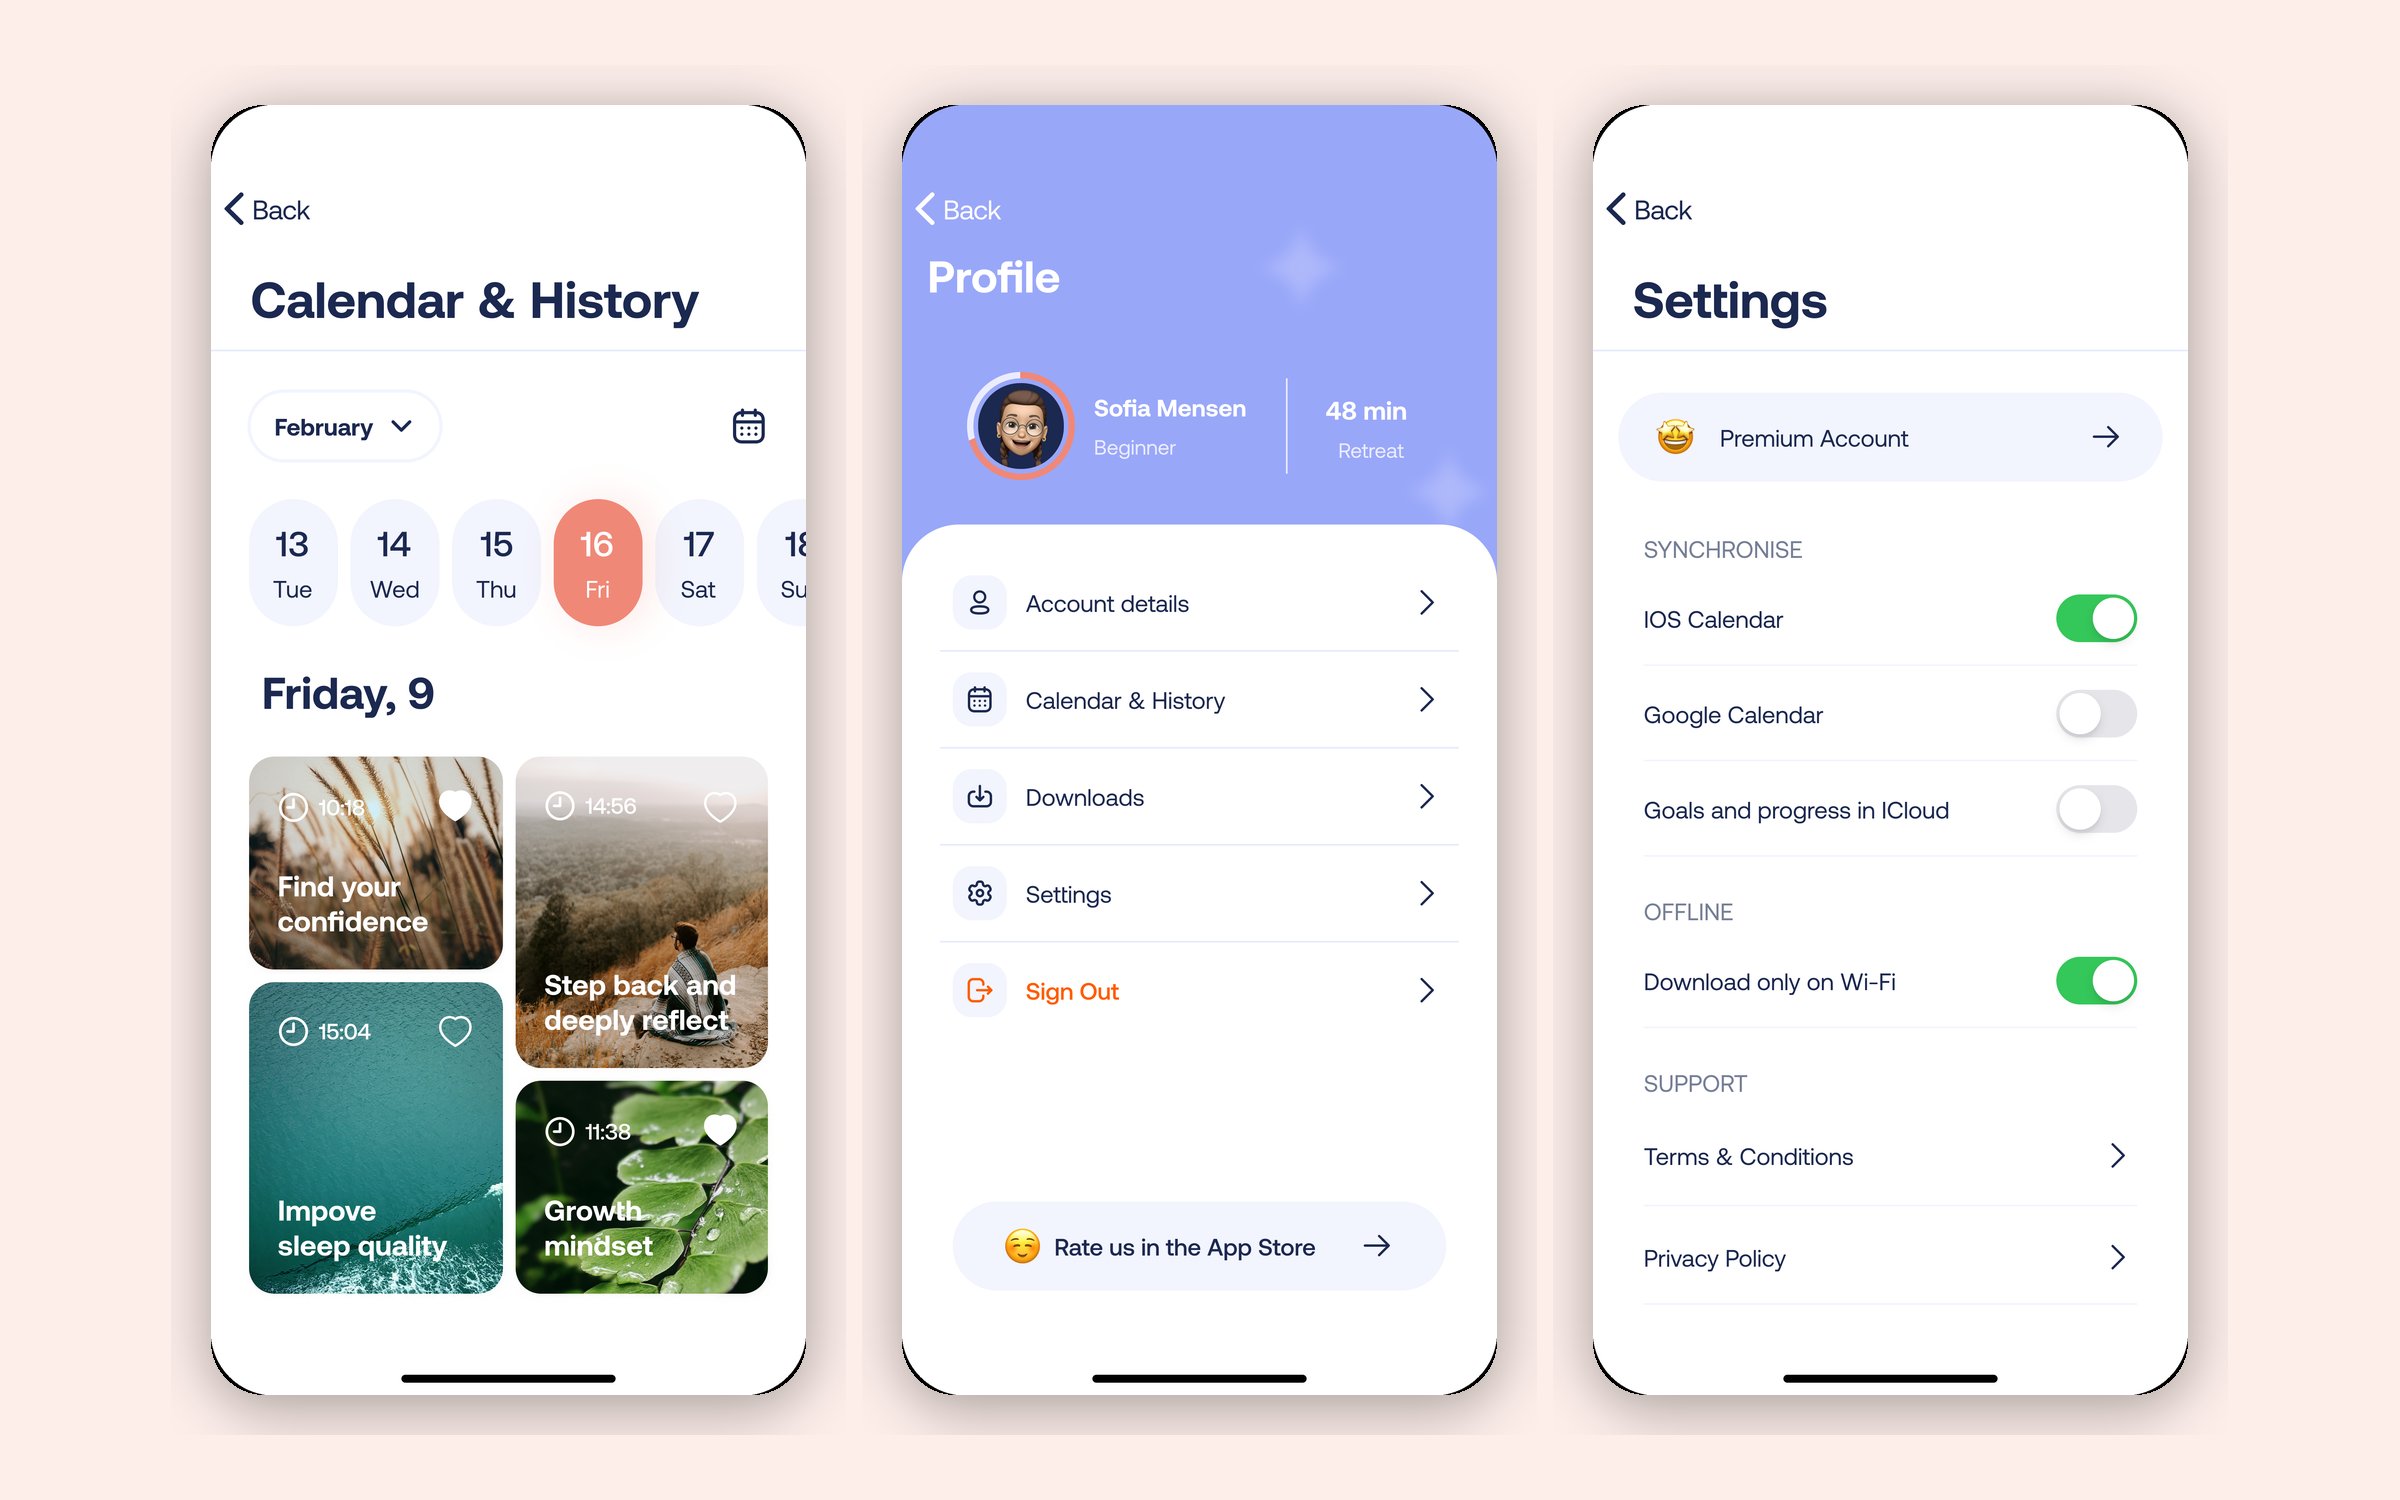 Back
Calendar & History
February
13
Tue
14
Wed
15
Thu
16
Fri
17
Sat
18
Su
Friday, 9
10:18
Find your
confidence
14:56
Step back and
deeply reflect
15:04
Impove
sleep quality
11:38
Growth
mindset
Back
Profile
Sofia Mensen
Beginner
48 min
Retreat
Account details
Calendar & History
Downloads
Settings
Sign Out
Rate us in the App Store
Back
Settings
Premium Account
SYNCHRONISE
IOS Calendar
Google Calendar
Goals and progress in ICloud
OFFLINE
Download only on Wi-Fi
SUPPORT
Terms & Conditions
Privacy Policy